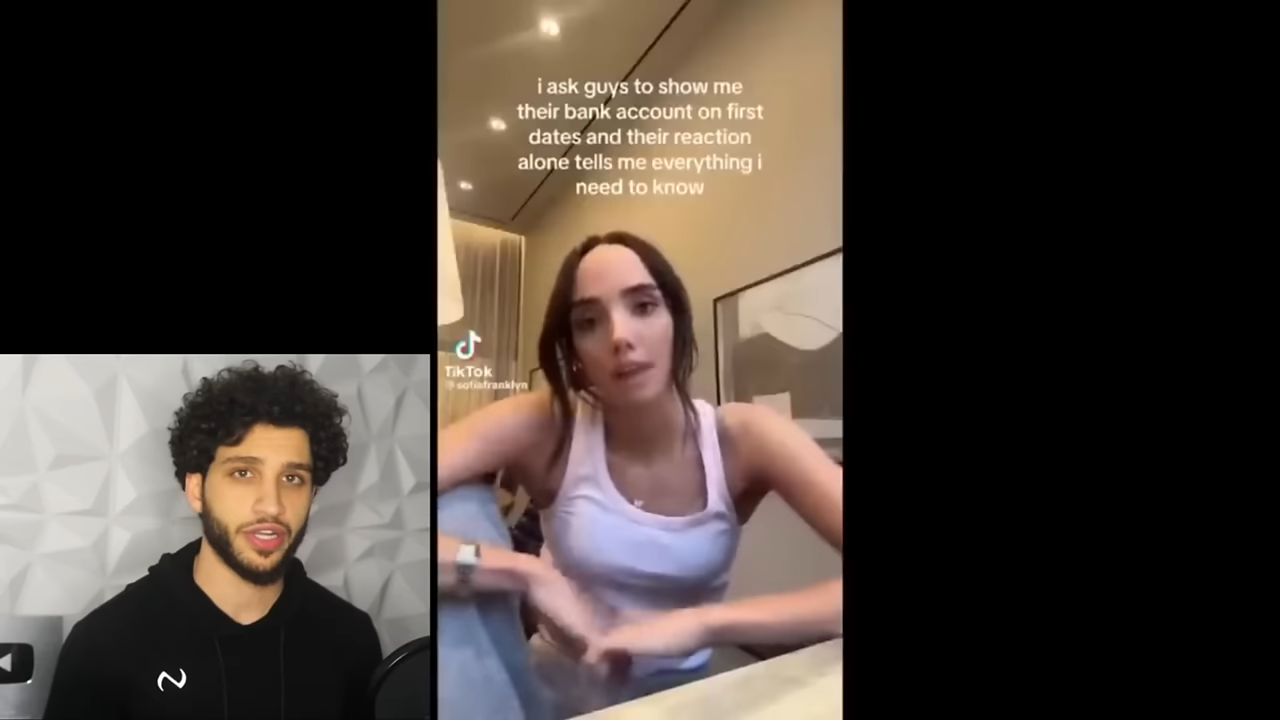 i ask guys to show me
their bank account on first
dates and their reaction
alone tells me everything i
need to know
TikTok
@sofiafranklyn